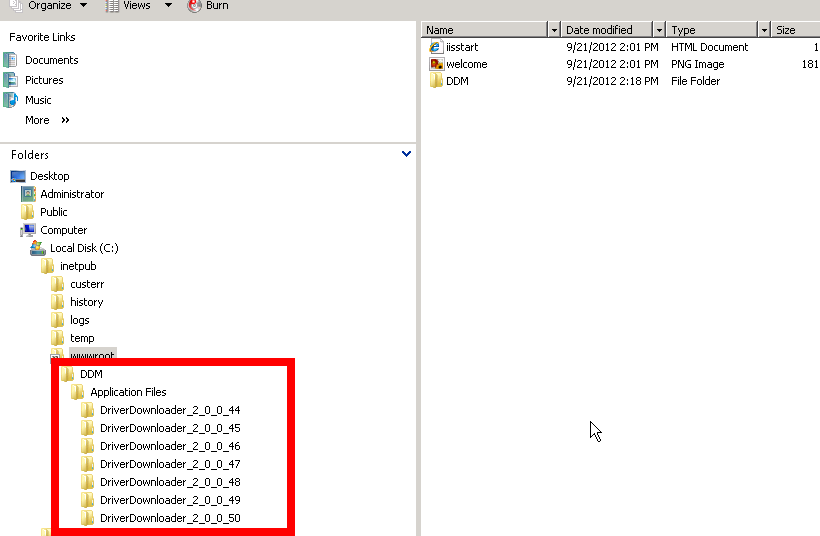 Organize Views Burn
Favorite Links
Documents
Pictures
Music
More »
Folders
Desktop
Administrator
Public
Computer
Local Disk (C:)
inetpub
custerr
history
logs
temp
wwwroot
DDM
Application Files
DriverDownloader_2_0_0_44
DriverDownloader_2_0_0_45
DriverDownloader_2_0_0_46
DriverDownloader_2_0_0_47
DriverDownloader_2_0_0_48
DriverDownloader_2_0_0_49
DriverDownloader_2_0_0_50
Name Date modified Type Size
iisstart 9/21/2012 2:01 PM HTML Document 1
welcome 9/21/2012 2:01 PM PNG Image 181
DDM 9/21/2012 2:18 PM File Folder